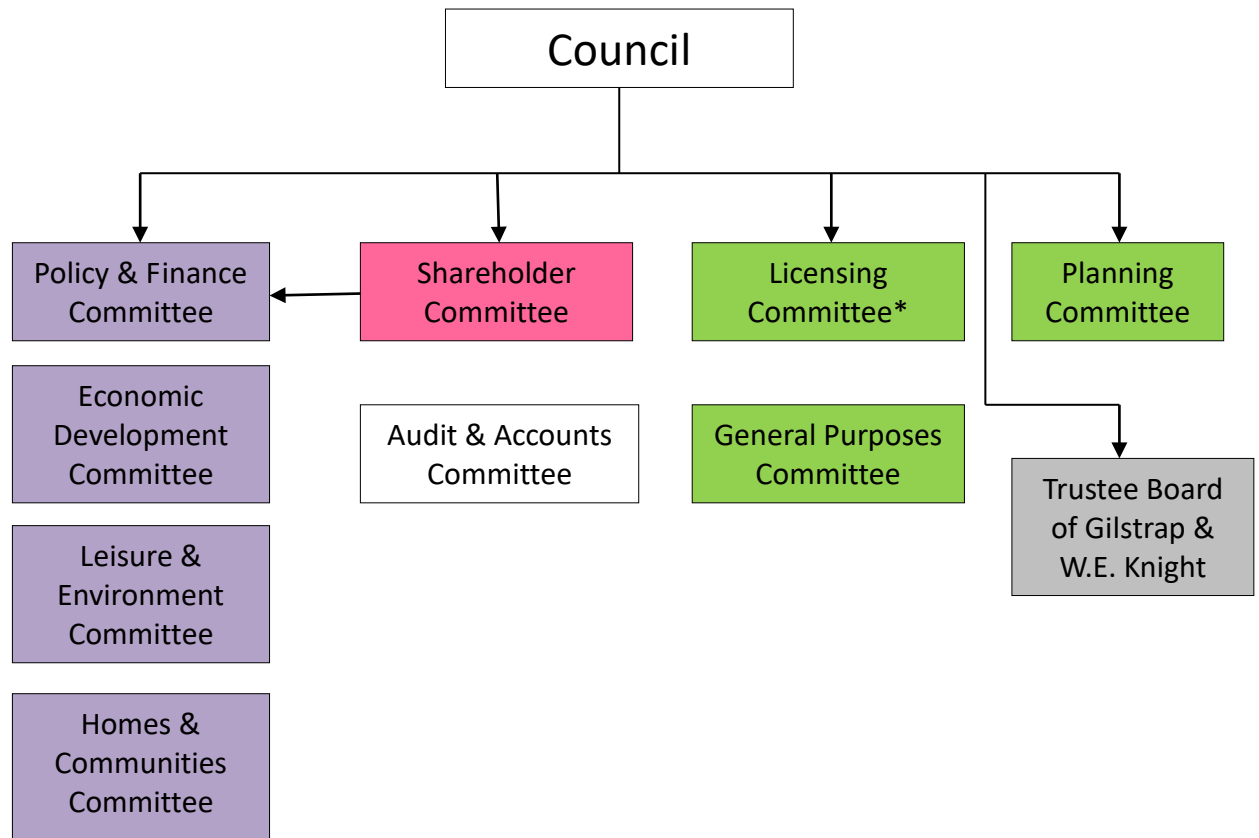 Council
Policy & Finance
Committee
Shareholder
Committee
Licensing
Committee*
Planning
Committee
Economic
Development
Committee
Audit & Accounts
Committee
General Purposes
Committee
Trustee Board
of Gilstrap &
W.E. Knight
Leisure &
Environment
Committee
Homes &
Communities
Committee